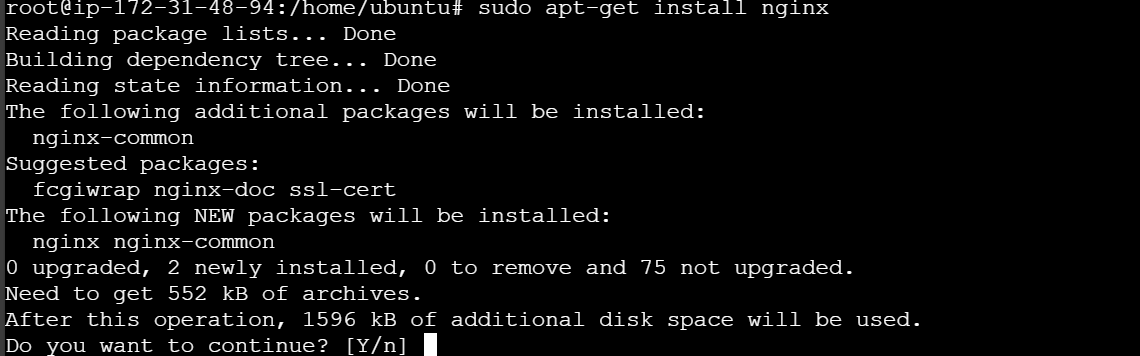 root@ip-172-31-48-94:/home/ubuntu# sudo apt-get install nginx
Reading package lists... Done
Building dependency tree... Done
Reading state information... Done
The following additional packages will be installed:
  nginx-common
Suggested packages:
  fcgiwrap nginx-doc ssl-cert
The following NEW packages will be installed:
  nginx nginx-common
0 upgraded, 2 newly installed, 0 to remove and 75 not upgraded.
Need to get 552 kB of archives.
After this operation, 1596 kB of additional disk space will be used.
Do you want to continue? [Y/n]